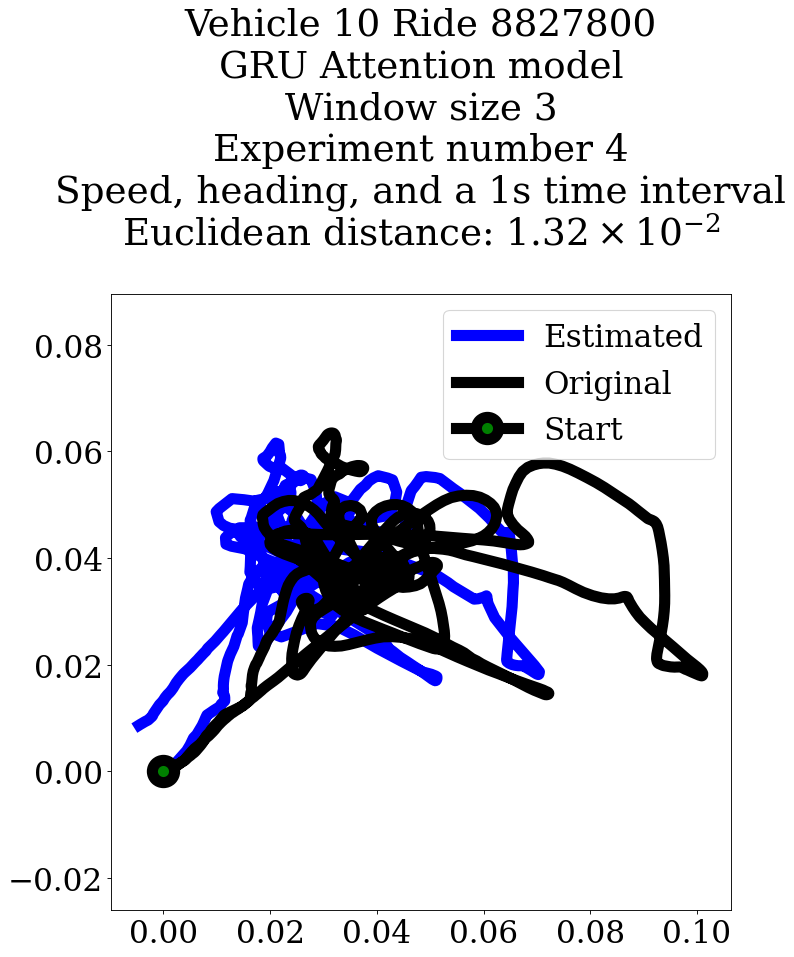 Vehicle 10 Ride 8827800
GRU Attention model
Window size 3
Experiment number 4
Speed, heading, and a 1s time interval
Euclidean distance: 1.32 × 10⁻²
Estimated
Original
Start
0.08
0.06
0.04
0.02
0.00
−0.02
0.00 0.02 0.04 0.06 0.08 0.10